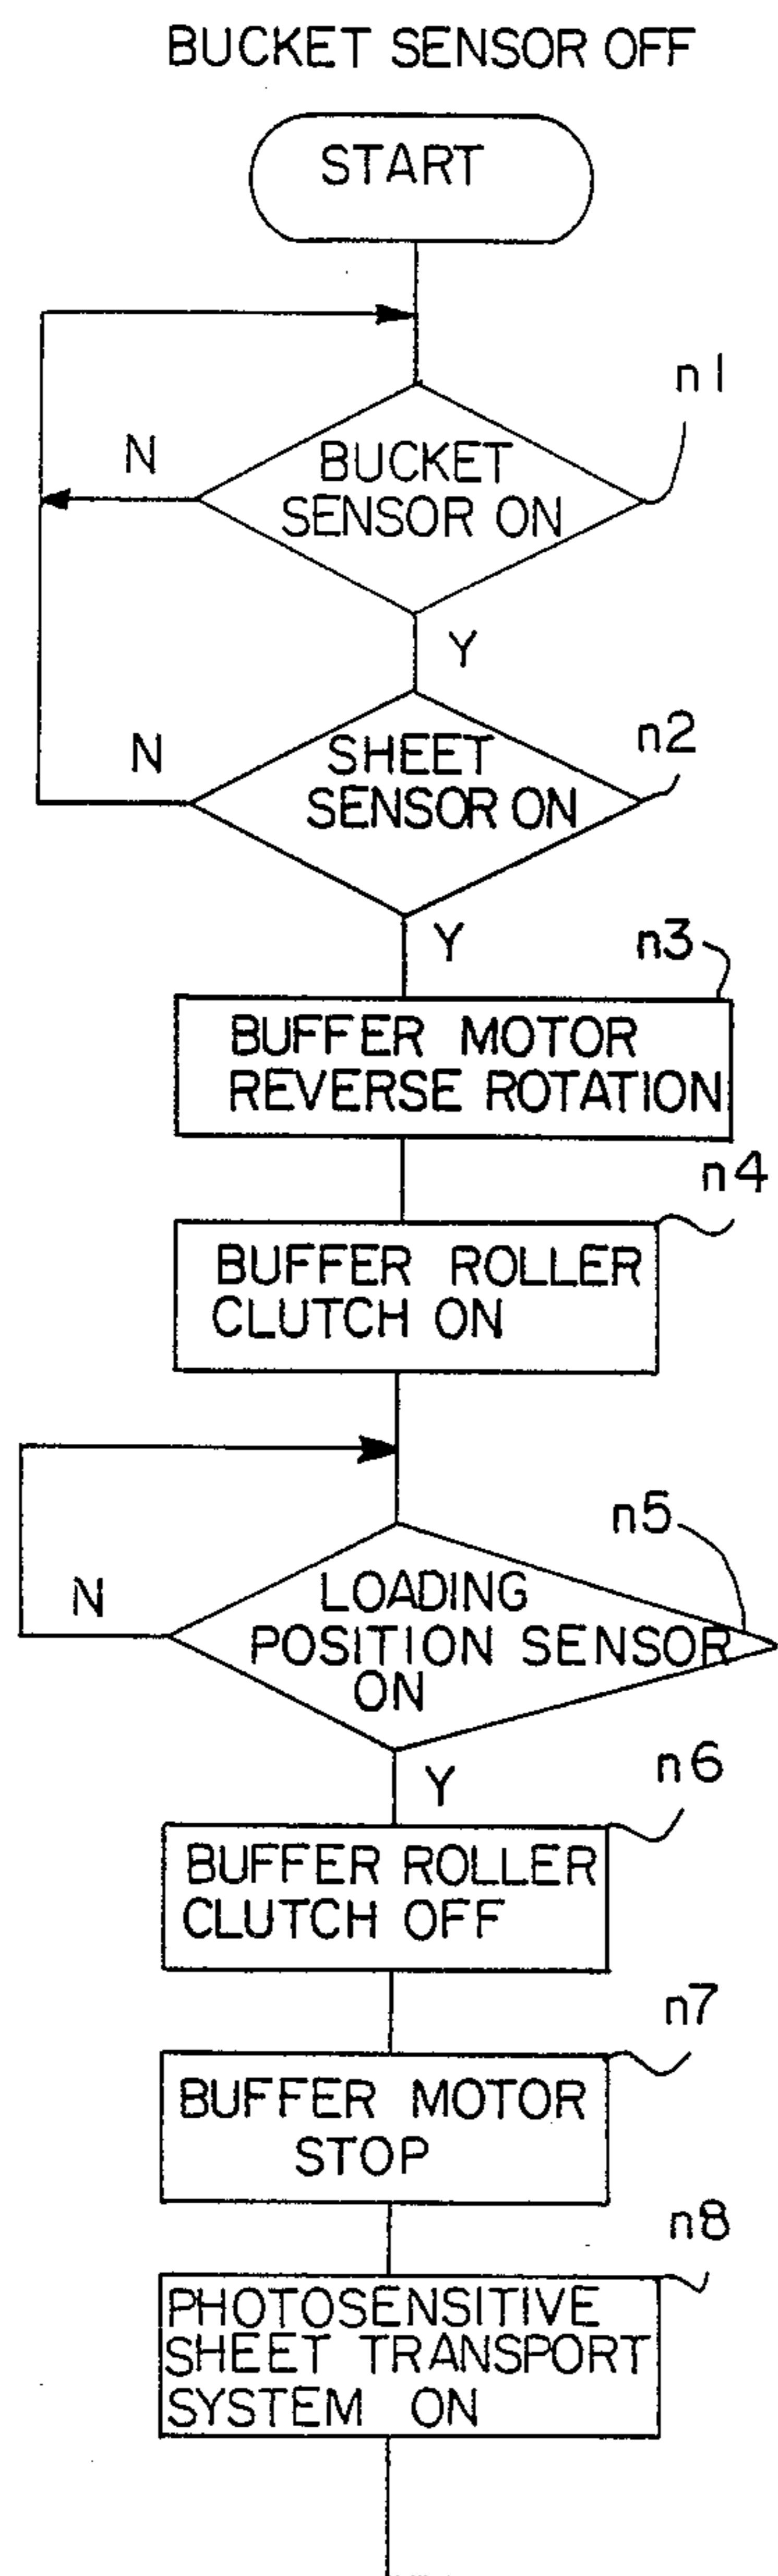 BUCKET SENSOR OFF
START
n1
N
BUCKET
SENSOR ON
Y
n2
N
SHEET
SENSOR ON
Y
n3
BUFFER MOTOR
REVERSE ROTATION
n4
BUFFER ROLLER
CLUTCH ON
n5
N
LOADING
POSITION SENSOR
ON
Y
n6
BUFFER ROLLER
CLUTCH OFF
n7
BUFFER MOTOR
STOP
n8
PHOTOSENSITIVE
SHEET TRANSPORT
SYSTEM ON